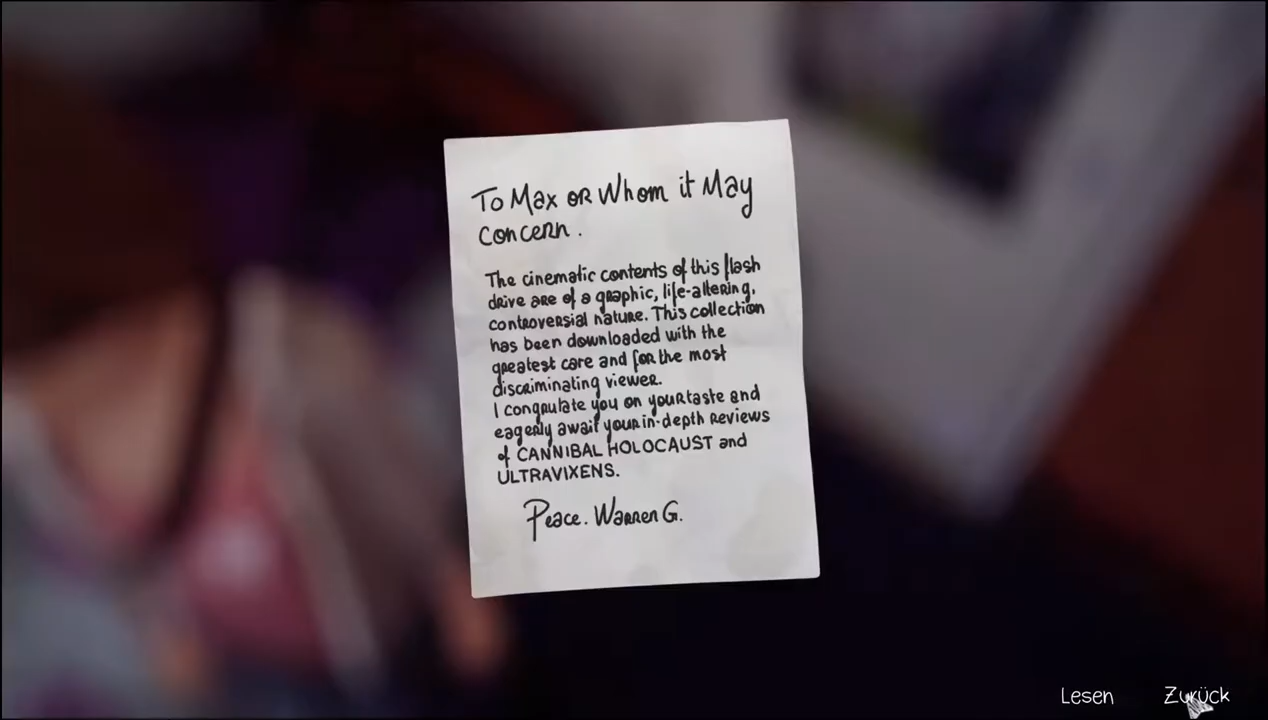 To Max or Whom it May
concern.
The cinematic contents of this flash
drive are of a graphic, life-altering,
controversial nature. This collection
has been downloaded with the
greatest care and for the most
discriminating viewer.
I congrulate you on your taste and
eagerly await your in-depth reviews
of CANNIBAL HOLOCAUST and
ULTRAVIXENS.
Peace. Warren G.
Lesen Zurück